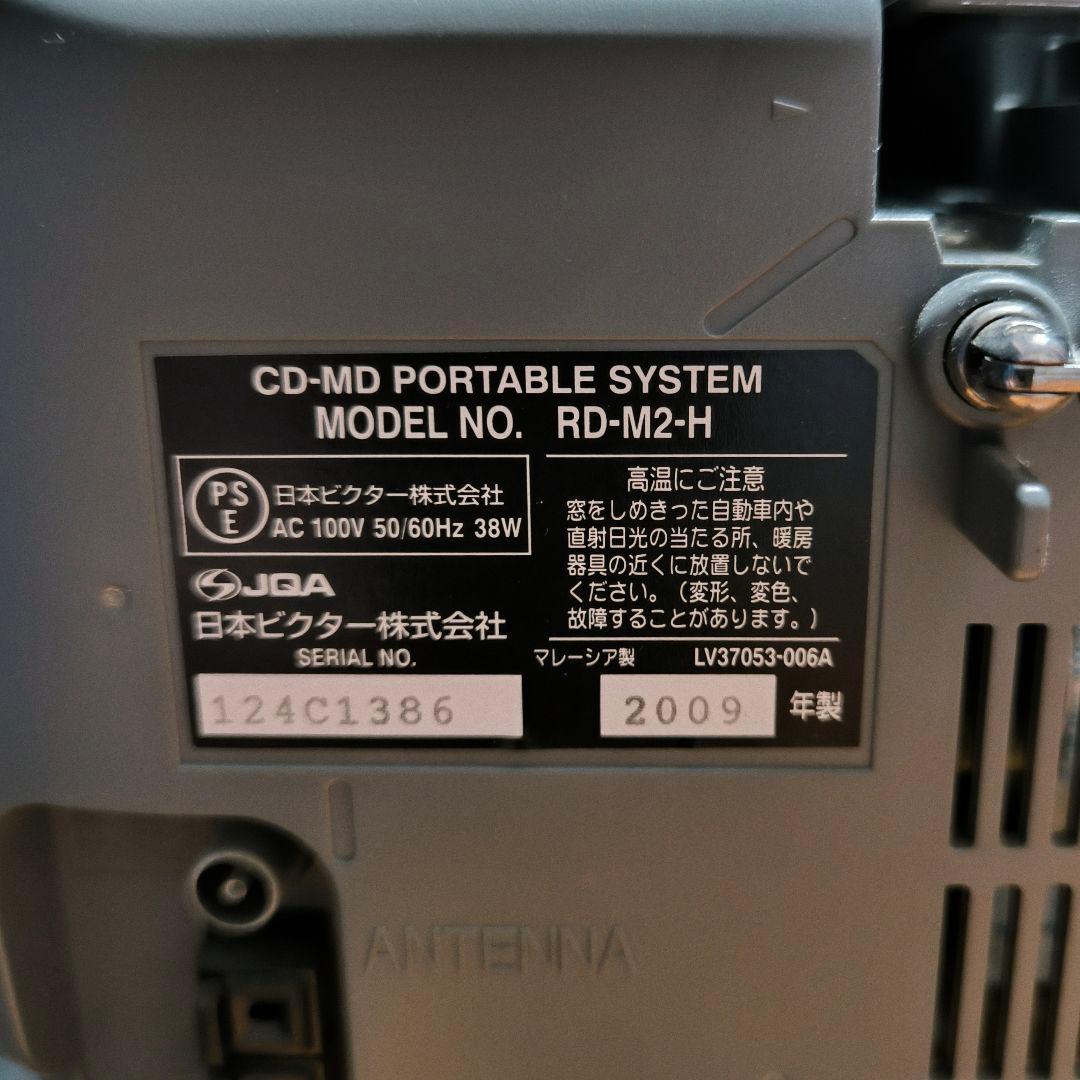 CD-MD PORTABLE SYSTEM
MODEL NO. RD-M2-H
PS
E
日本ビクター株式会社
AC 100V 50/60Hz 38W
JQA
日本ビクター株式会社
SERIAL NO.
124C1386
高温にご注意
窓をしめきった自動車内や
直射日光の当たる所、暖房
器具の近くに放置しないで
ください。(変形、変色、
故障することがあります。)
マレーシア製 LV37053-006A
2009 年製
ANTENNA